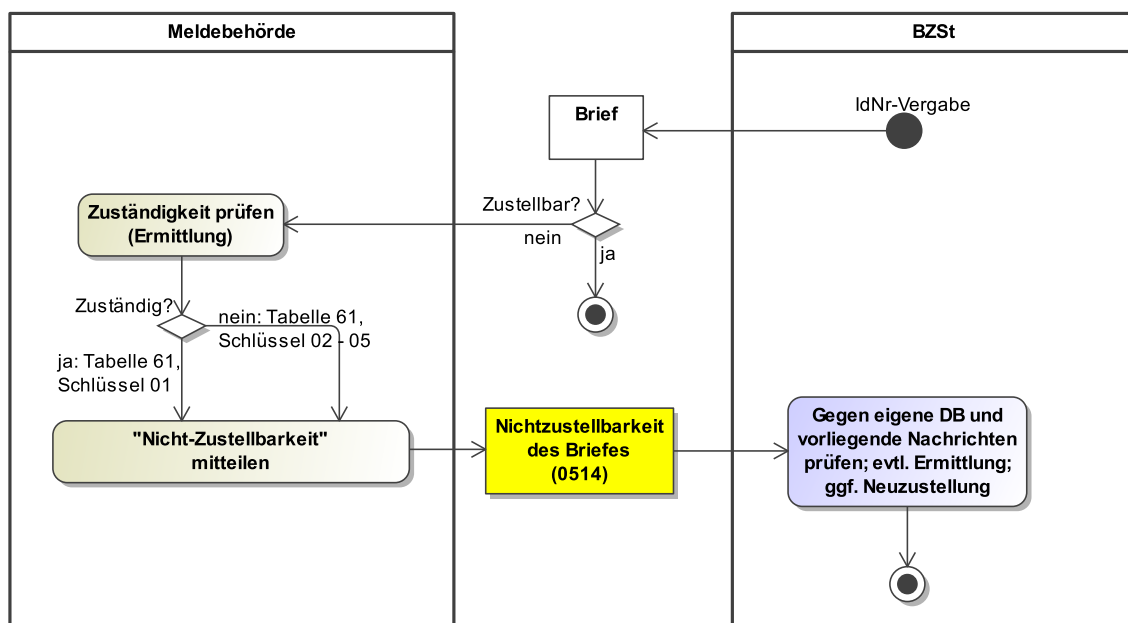 Meldebehörde
BZSt
IdNr-Vergabe
Brief
Zustellbar?
nein
ja
Zuständigkeit prüfen
(Ermittlung)
Zuständig?
nein: Tabelle 61,
Schlüssel 02 - 05
ja: Tabelle 61,
Schlüssel 01
"Nicht-Zustellbarkeit"
mitteilen
Nichtzustellbarkeit
des Briefes
(0514)
Gegen eigene DB und
vorliegende Nachrichten
prüfen; evtl. Ermittlung;
ggf. Neuzustellung